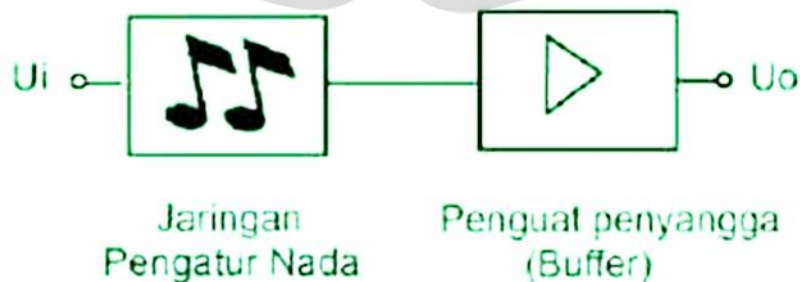 Ui
Uo
Jaringan
Pengatur Nada
Penguat penyangga
(Buffer)